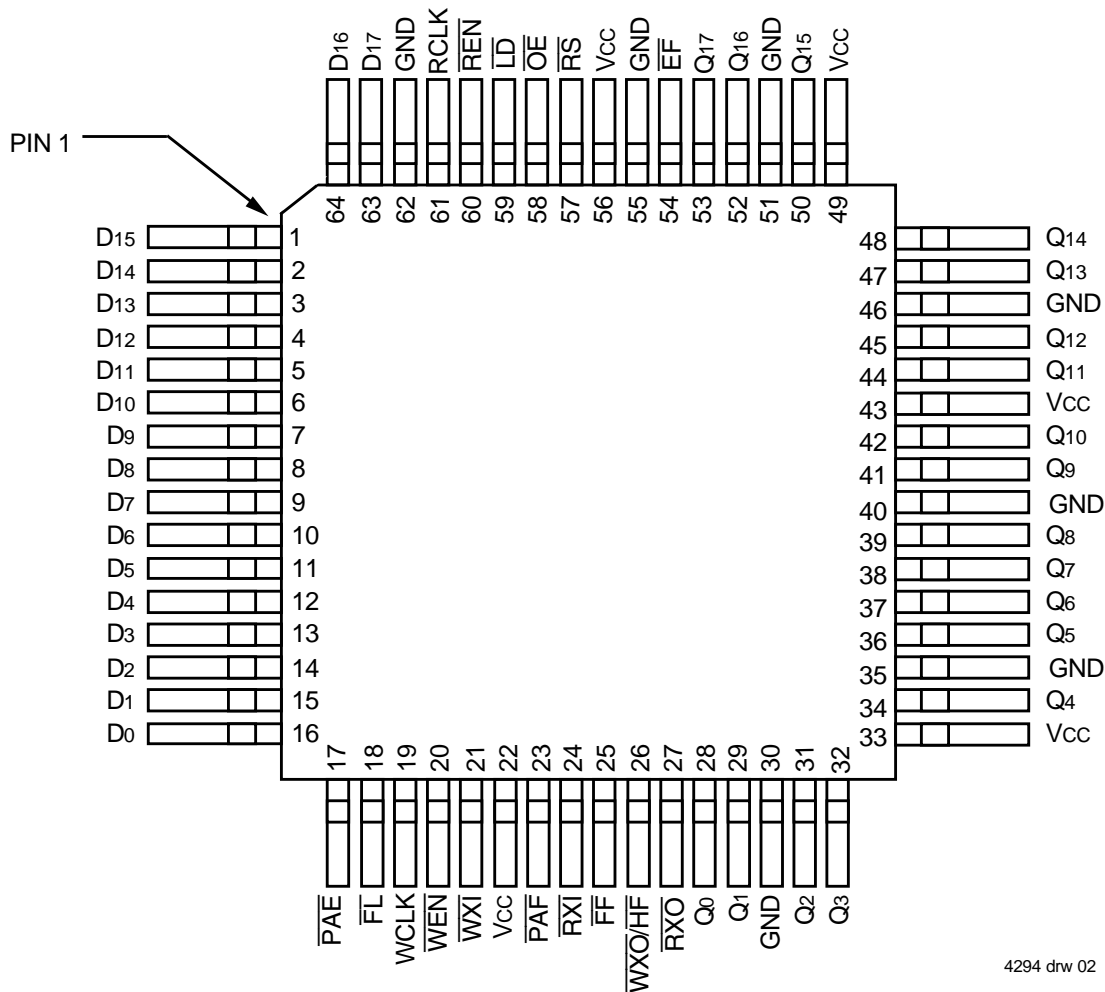 D16 D17 GND RCLK REN LD OE RS VCC GND EF Q17 Q16 GND Q15 VCC
PIN 1
64 63 62 61 60 59 58 57 56 55 54 53 52 51 50 49
D15 1 48 Q14
D14 2 47 Q13
D13 3 46 GND
D12 4 45 Q12
D11 5 44 Q11
D10 6 43 VCC
D9 7 42 Q10
D8 8 41 Q9
D7 9 40 GND
D6 10 39 Q8
D5 11 38 Q7
D4 12 37 Q6
D3 13 36 Q5
D2 14 35 GND
D1 15 34 Q4
D0 16 33 VCC
17 18 19 20 21 22 23 24 25 26 27 28 29 30 31 32
PAE FL WCLK WEN WXI VCC PAF RXI FF WXO/HF RXO Q0 Q1 GND Q2 Q3
4294 drw 02